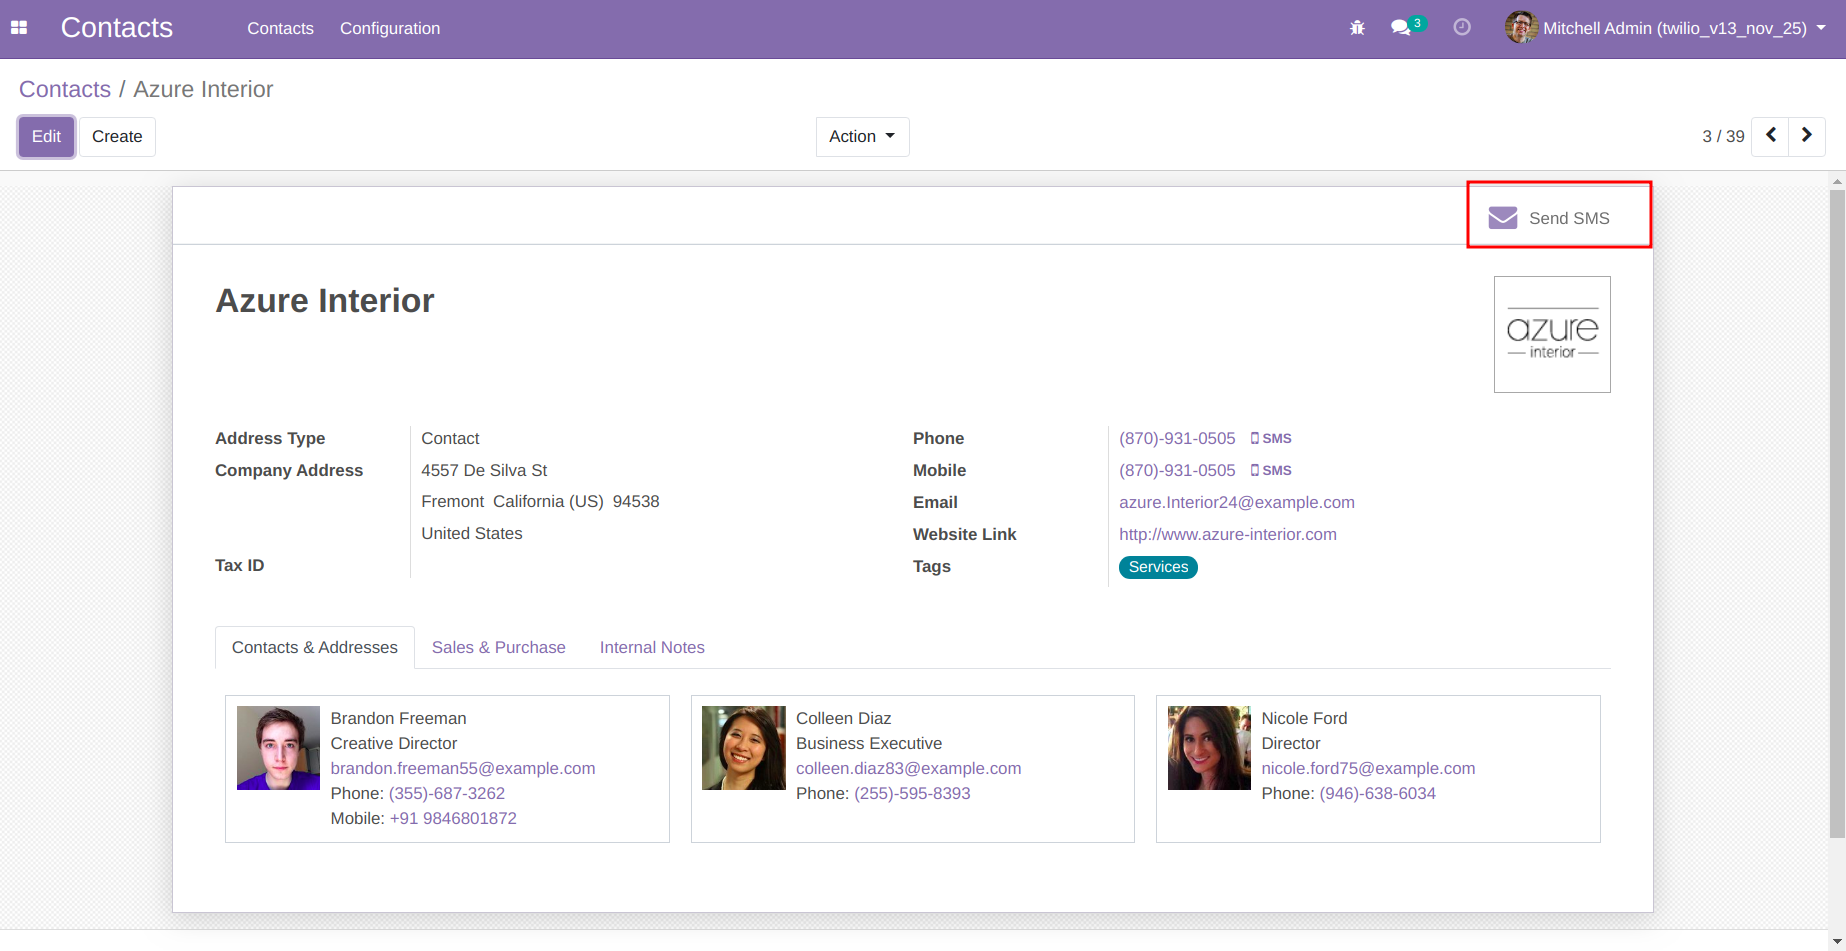 Contacts Contacts Configuration 3 Mitchell Admin (twilio_v13_nov_25)
Contacts / Azure Interior
Edit Create Action 3 / 39
Send SMS
Azure Interior
azure
interior
Address Type Contact
Company Address 4557 De Silva St
Fremont California (US) 94538
United States
Tax ID
Phone (870)-931-0505 SMS
Mobile (870)-931-0505 SMS
Email azure.Interior24@example.com
Website Link http://www.azure-interior.com
Tags Services
Contacts & Addresses Sales & Purchase Internal Notes
Brandon Freeman
Creative Director
brandon.freeman55@example.com
Phone: (355)-687-3262
Mobile: +91 9846801872
Colleen Diaz
Business Executive
colleen.diaz83@example.com
Phone: (255)-595-8393
Nicole Ford
Director
nicole.ford75@example.com
Phone: (946)-638-6034